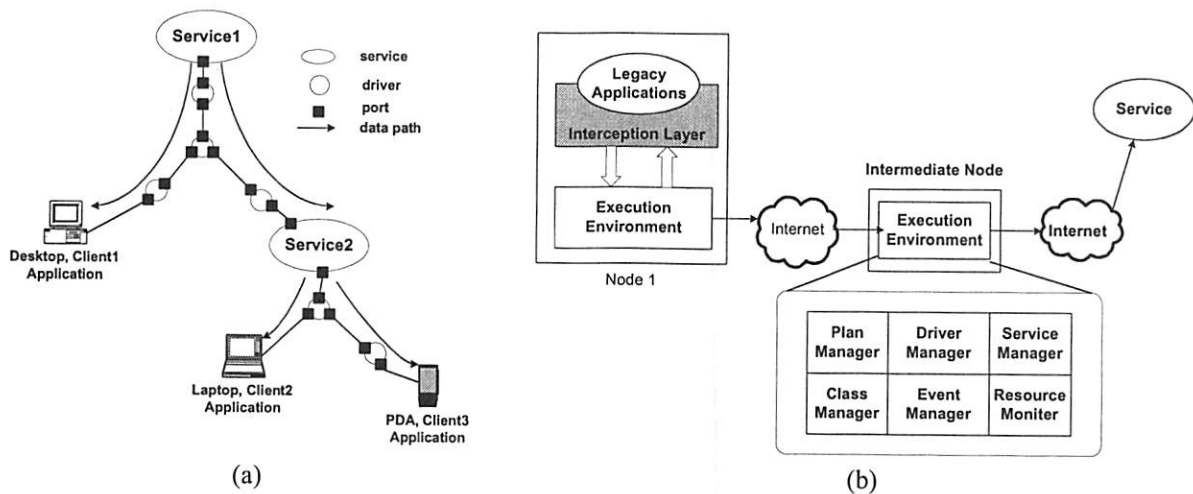 Service1
service
driver
port
data path
Desktop, Client1
Application
Service2
Laptop, Client2
Application
PDA, Client3
Application
(a)
Legacy
Applications
Interception Layer
Execution
Environment
Node 1
Internet
Intermediate Node
Execution
Environment
Internet
Service
Plan
Manager
Driver
Manager
Service
Manager
Class
Manager
Event
Manager
Resource
Moniter
(b)